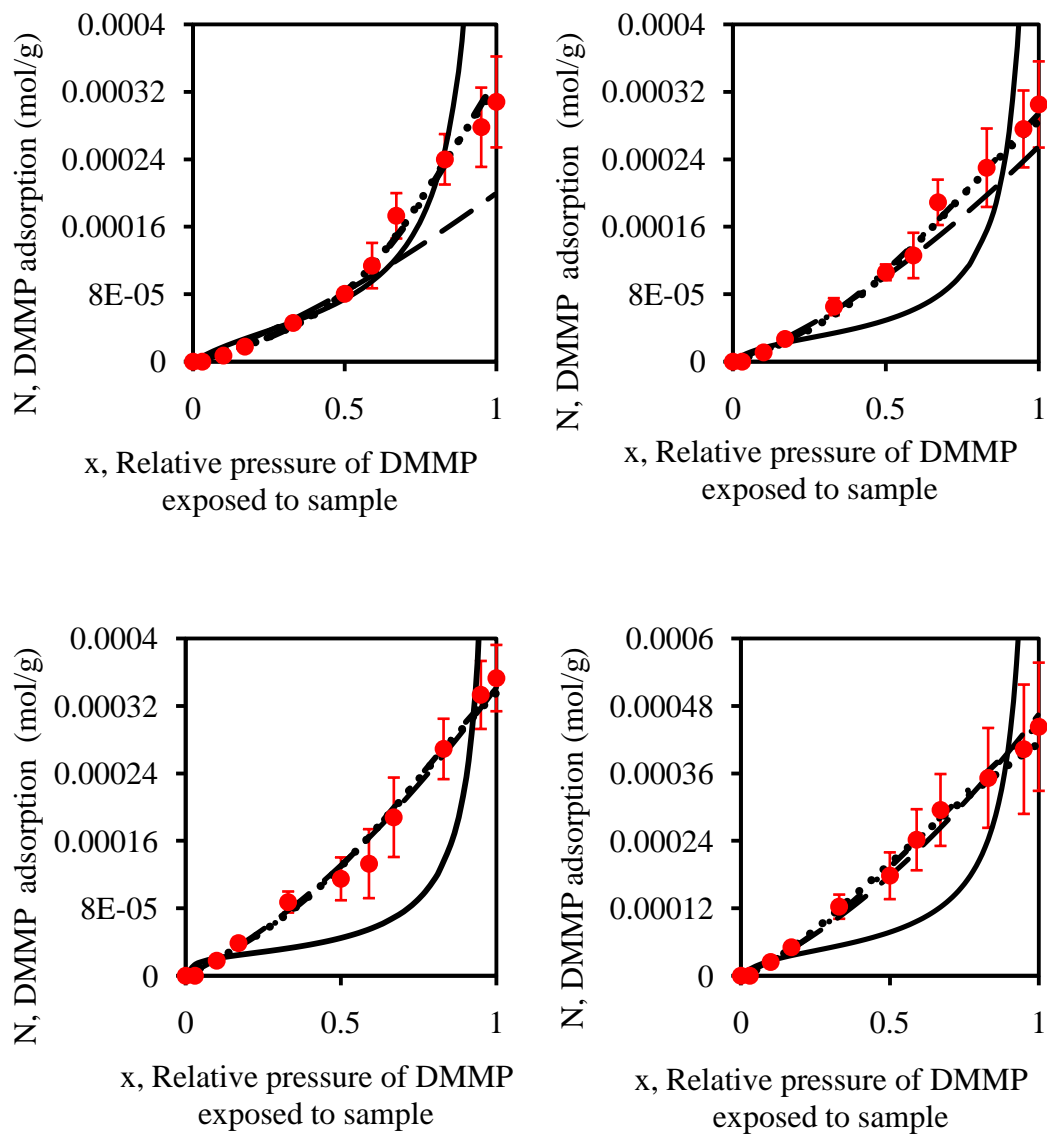 N, DMMP adsorption (mol/g)
0.0004
0.00032
0.00024
0.00016
8E-05
0
0
0.5
1
x, Relative pressure of DMMP
exposed to sample
N, DMMP adsorption (mol/g)
0.0004
0.00032
0.00024
0.00016
8E-05
0
0
0.5
1
x, Relative pressure of DMMP
exposed to sample
N, DMMP adsorption (mol/g)
0.0004
0.00032
0.00024
0.00016
8E-05
0
0
0.5
1
x, Relative pressure of DMMP
exposed to sample
N, DMMP adsorption (mol/g)
0.0006
0.00048
0.00036
0.00024
0.00012
0
0
0.5
1
x, Relative pressure of DMMP
exposed to sample